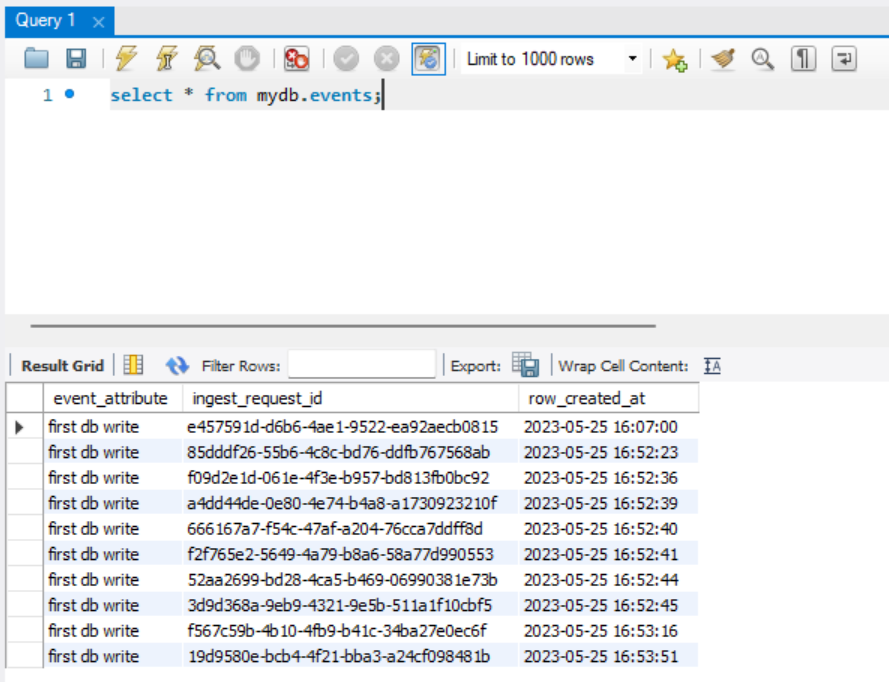 Query 1
Limit to 1000 rows
1 select * from mydb.events;
Result Grid Filter Rows: Export: Wrap Cell Content:
event_attribute ingest_request_id row_created_at
first db write e457591d-d6b6-4ae1-9522-ea92aecb0815 2023-05-25 16:07:00
first db write 85dddf26-55b6-4c8c-bd76-ddfb767568ab 2023-05-25 16:52:23
first db write f09d2e1d-061e-4f3e-b957-bd813fb0bc92 2023-05-25 16:52:36
first db write a4dd44de-0e80-4e74-b4a8-a1730923210f 2023-05-25 16:52:39
first db write 666167a7-f54c-47af-a204-76cca7ddff8d 2023-05-25 16:52:40
first db write f2f765e2-5649-4a79-b8a6-58a77d990553 2023-05-25 16:52:41
first db write 52aa2699-bd28-4ca5-b469-06990381e73b 2023-05-25 16:52:44
first db write 3d9d368a-9eb9-4321-9e5b-511a1f10cbf5 2023-05-25 16:52:45
first db write f567c59b-4b10-4fb9-b41c-34ba27e0ec6f 2023-05-25 16:53:16
first db write 19d9580e-bcb4-4f21-bba3-a24cf098481b 2023-05-25 16:53:51